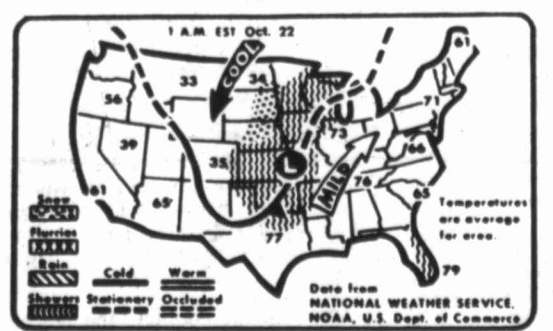 1 A.M. EST Oct. 22
61
COOL
33
34
56
71
73
39
66
35
L
MILD
76
61
65
65
Temperatures
are average
for area.
Snow
Flurries
77
Rain
Cold
Warm
79
Data from
Showers
Stationary
Occluded
NATIONAL WEATHER SERVICE,
NOAA, U.S. Dept. of Commerce